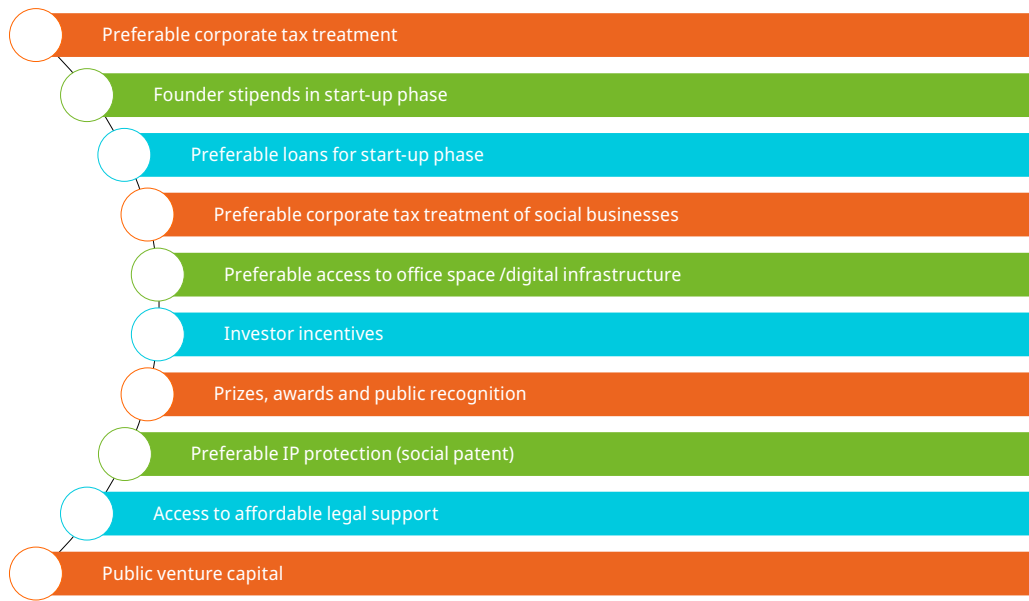 Preferable corporate tax treatment
Founder stipends in start-up phase
Preferable loans for start-up phase
Preferable corporate tax treatment of social businesses
Preferable access to office space /digital infrastructure
Investor incentives
Prizes, awards and public recognition
Preferable IP protection (social patent)
Access to affordable legal support
Public venture capital